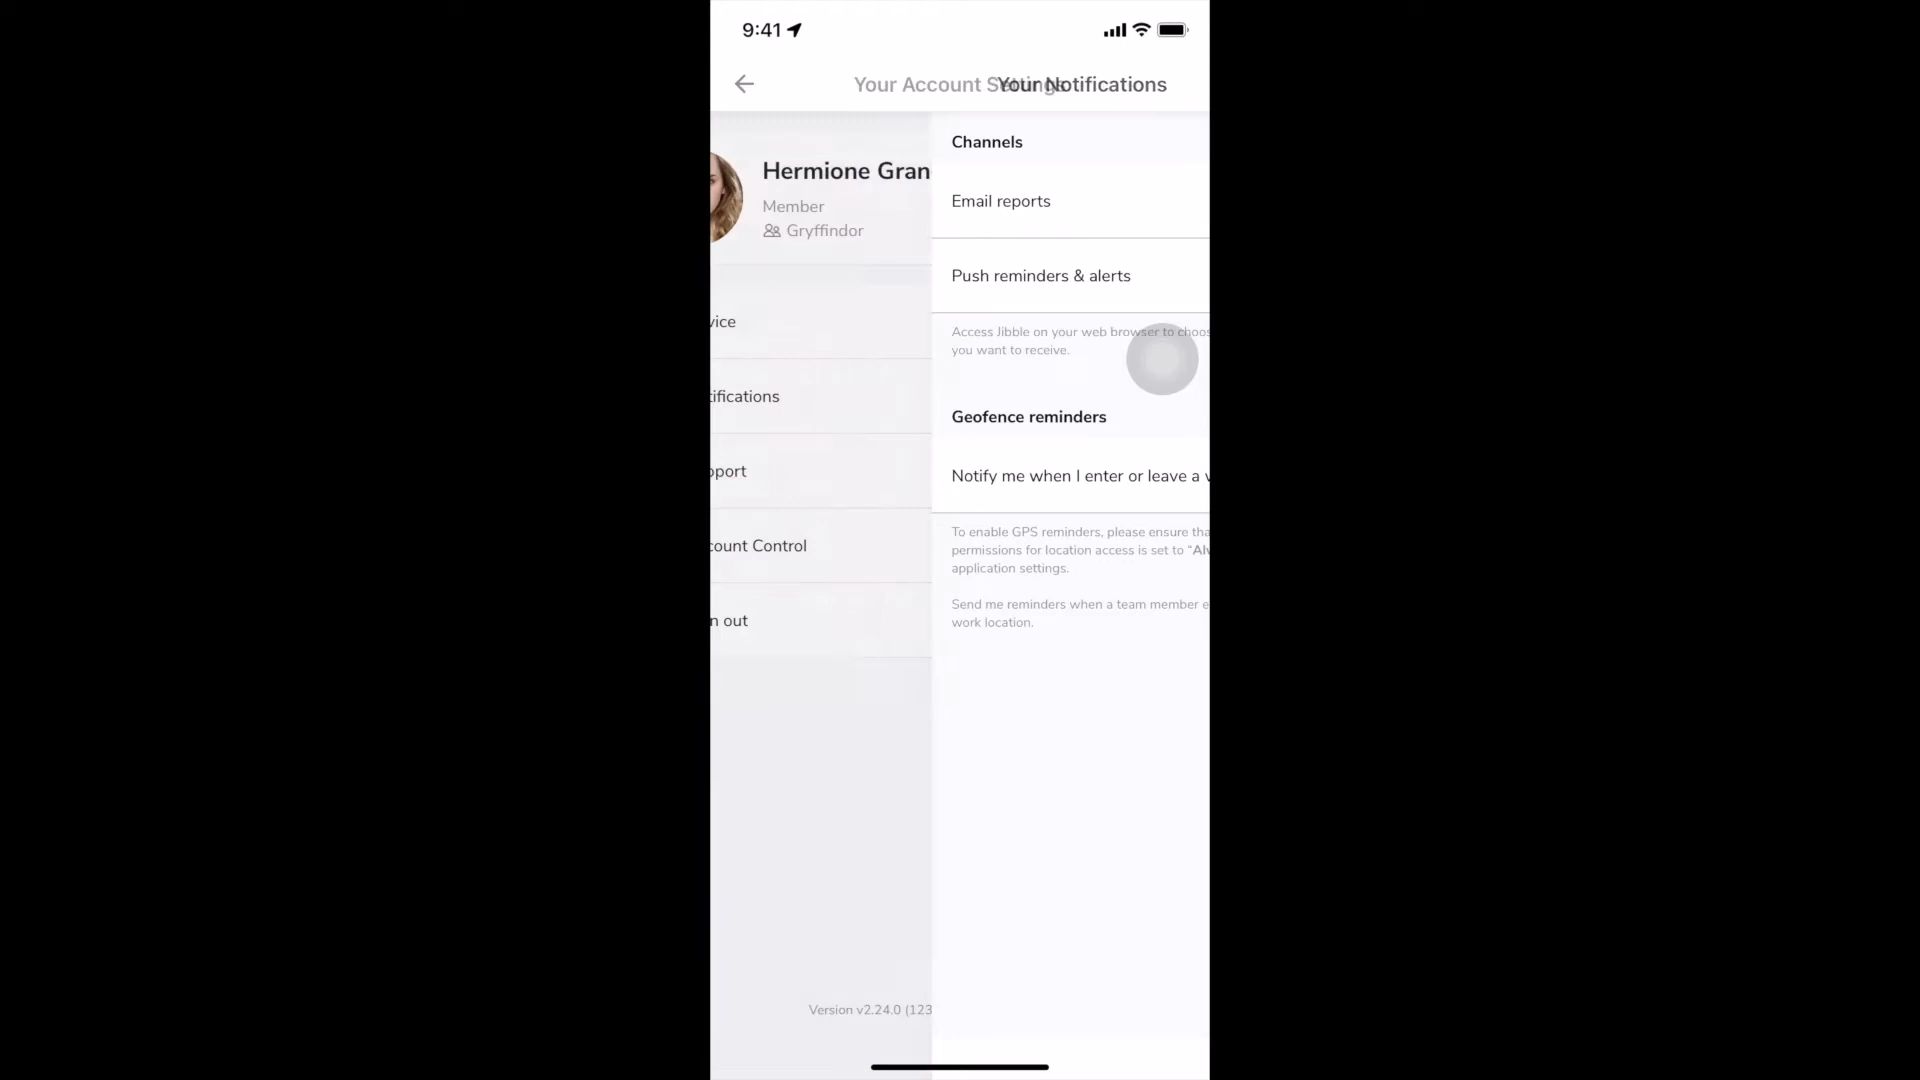 9:41
Your Account Settings
Your Notifications
Hermione Gran
Member
Gryffindor
vice
tifications
pport
count Control
n out
Version v2.24.0 (123
Channels
Email reports
Push reminders & alerts
Access Jibble on your web browser to choos
you want to receive.
Geofence reminders
Notify me when I enter or leave a w
To enable GPS reminders, please ensure tha
permissions for location access is set to “Alw
application settings.
Send me reminders when a team member e
work location.